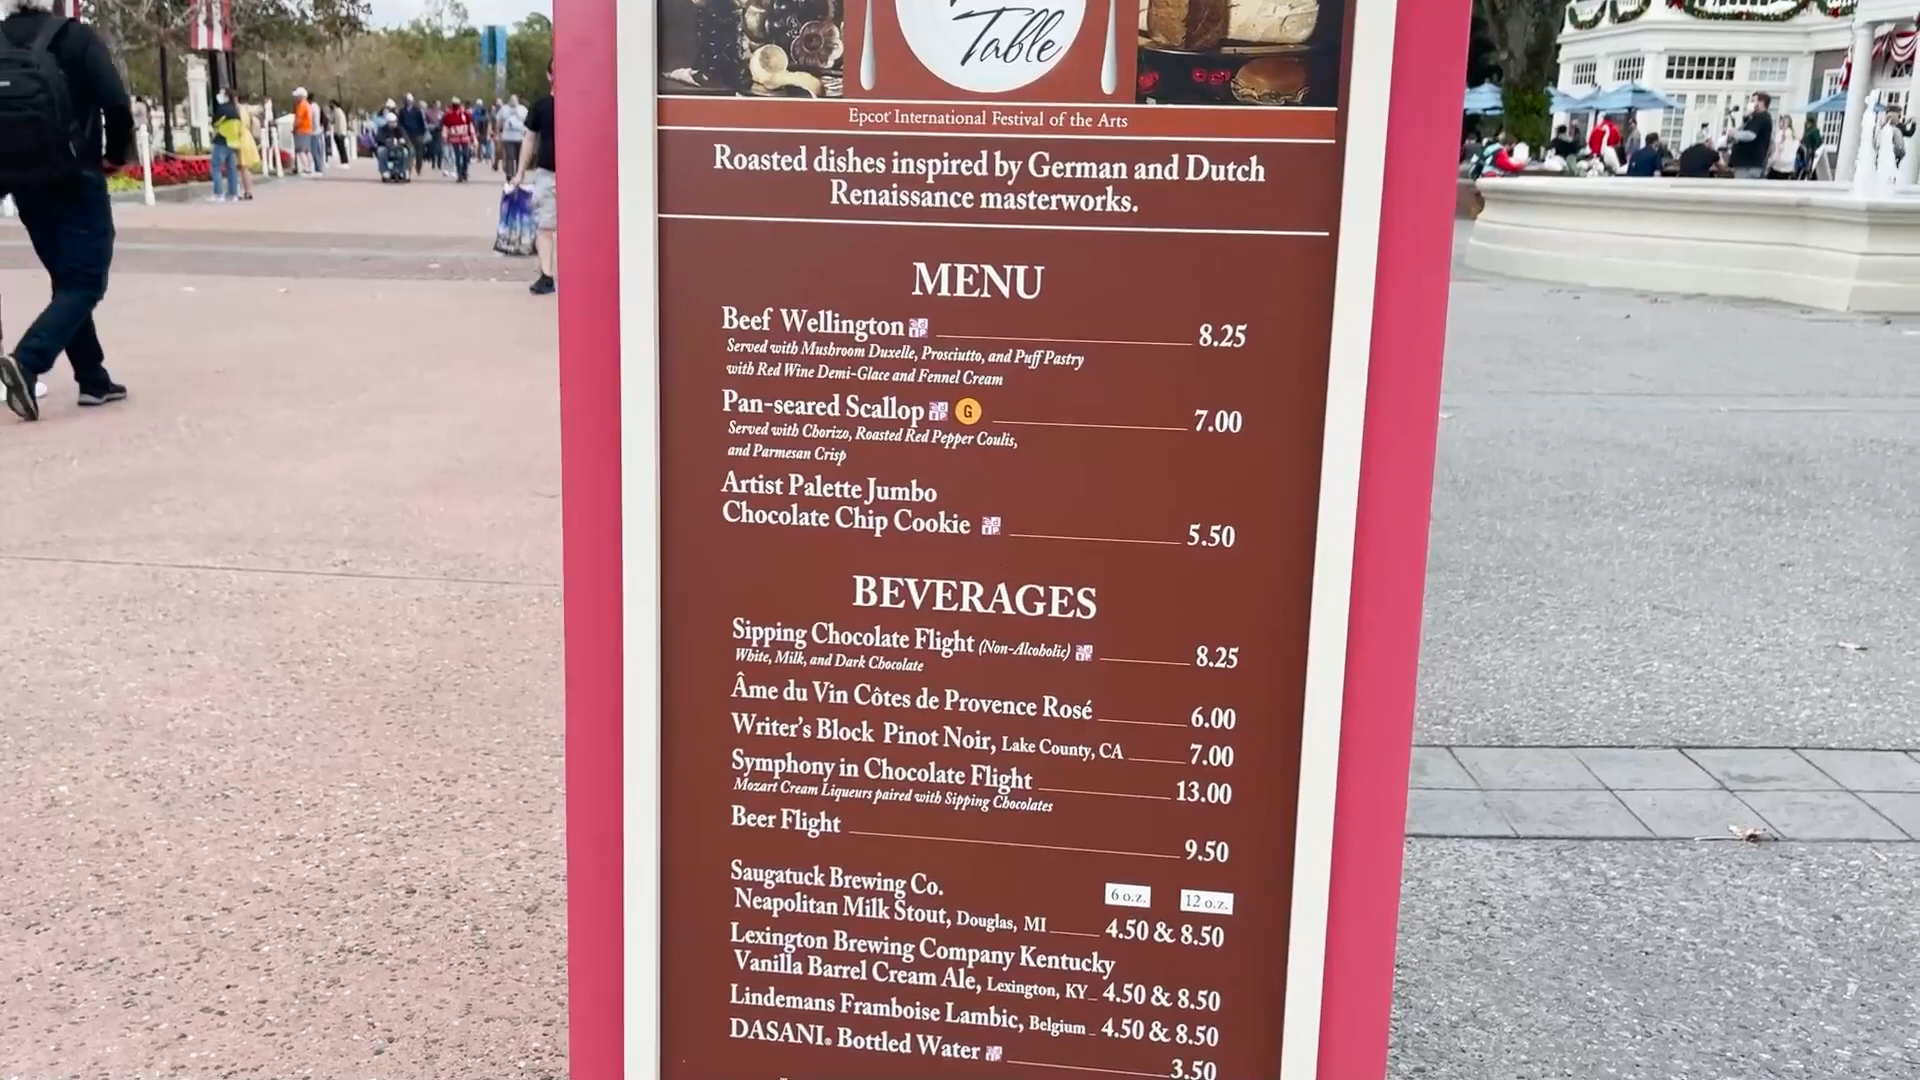 Table
Epcot International Festival of the Arts
Roasted dishes inspired by German and Dutch
Renaissance masterworks.
MENU
Beef Wellington 8.25
Served with Mushroom Duxelle, Prosciutto, and Puff Pastry
with Red Wine Demi-Glace and Fennel Cream
Pan-seared Scallop G 7.00
Served with Chorizo, Roasted Red Pepper Coulis,
and Parmesan Crisp
Artist Palette Jumbo
Chocolate Chip Cookie 5.50
BEVERAGES
Sipping Chocolate Flight (Non-Alcoholic) 8.25
White, Milk, and Dark Chocolate
Âme du Vin Côtes de Provence Rosé 6.00
Writer's Block Pinot Noir, Lake County, CA 7.00
Symphony in Chocolate Flight 13.00
Mozart Cream Liqueurs paired with Sipping Chocolates
Beer Flight 9.50
Saugatuck Brewing Co. 6 o.z. 12 o.z.
Neapolitan Milk Stout, Douglas, MI 4.50 & 8.50
Lexington Brewing Company Kentucky
Vanilla Barrel Cream Ale, Lexington, KY 4.50 & 8.50
Lindemans Framboise Lambic, Belgium 4.50 & 8.50
DASANI® Bottled Water 3.50